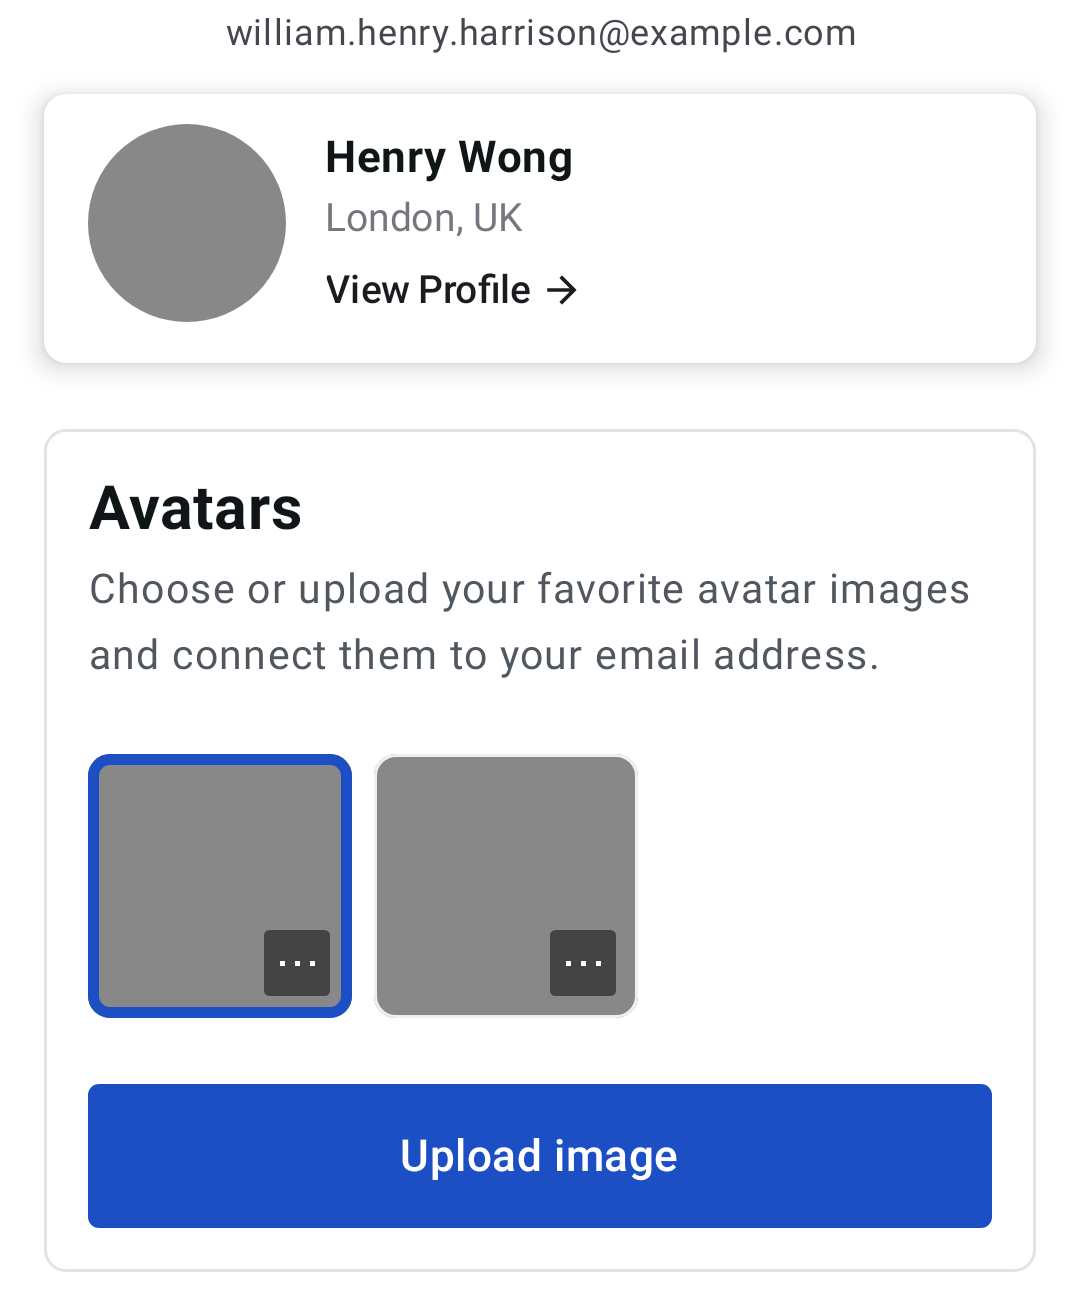 william.henry.harrison@example.com
Henry Wong
London, UK
View Profile →
Avatars
Choose or upload your favorite avatar images
and connect them to your email address.
Upload image